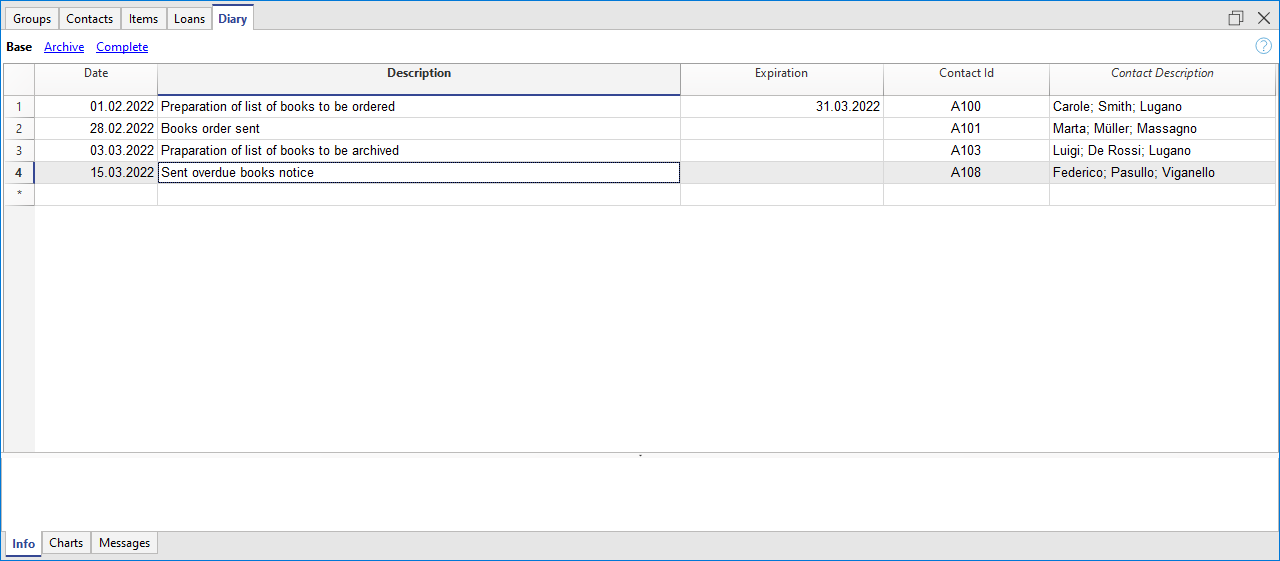 Groups Contacts Items Loans Diary
Base Archive Complete ?
Date Description Expiration Contact Id Contact Description
1 01.02.2022 Preparation of list of books to be ordered 31.03.2022 A100 Carole; Smith; Lugano
2 28.02.2022 Books order sent A101 Marta; Müller; Massagno
3 03.03.2022 Praparation of list of books to be archived A103 Luigi; De Rossi; Lugano
4 15.03.2022 Sent overdue books notice A108 Federico; Pasullo; Viganello
*
Info Charts Messages